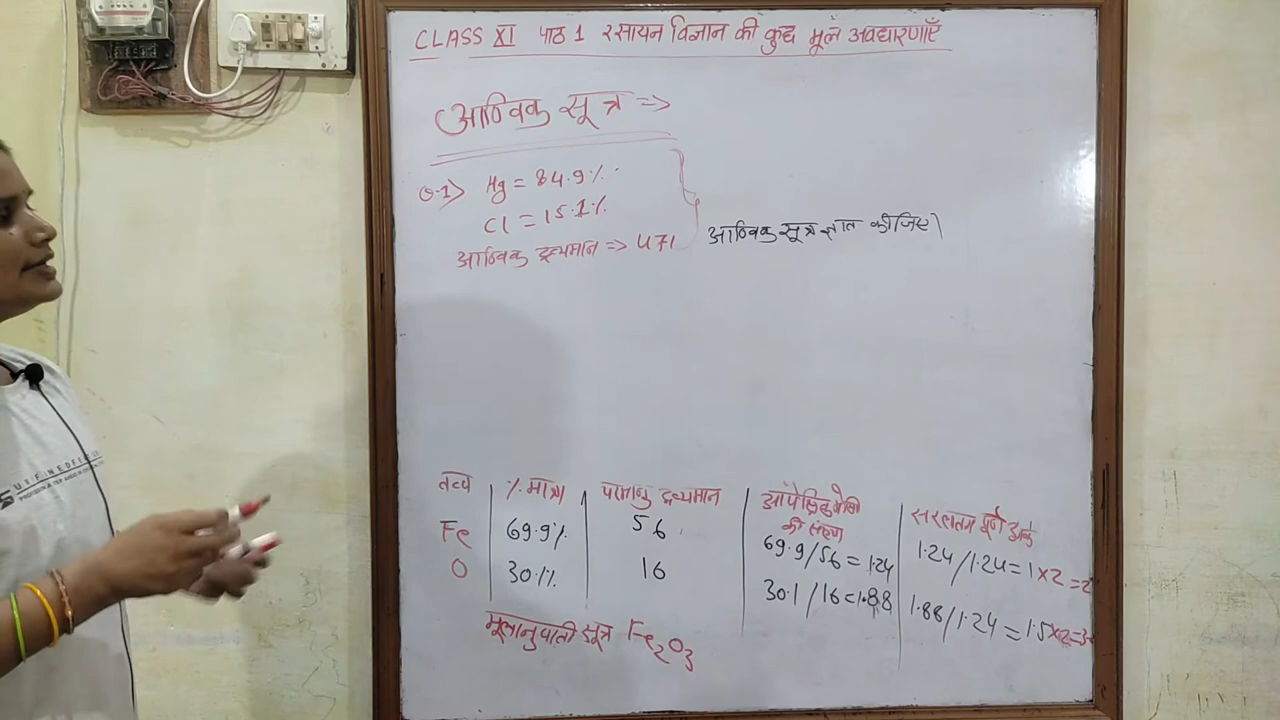 CLASS XI पाठ 1 रसायन विज्ञान की कुछ मूल अवधारणाएँ
आण्विक सूत्र =>
Q.1> Hg = 84.9%
Cl = 15.1%
आण्विक द्रव्यमान => 471
आण्विक सूत्र ज्ञात कीजिए।
तत्व % मात्रा परमाणु द्रव्यमान आपेक्षिक मोलो की संख्या सरलतम पूर्ण
Fe 69.9% 56 69.9/56 = 1.24 1.24/1.24 = 1×2 = 2
O 30.1% 16 30.1/16 = 1.88 1.88/1.24 = 1.5×2 = 3
मूलानुपाती सूत्र Fe₂O₃